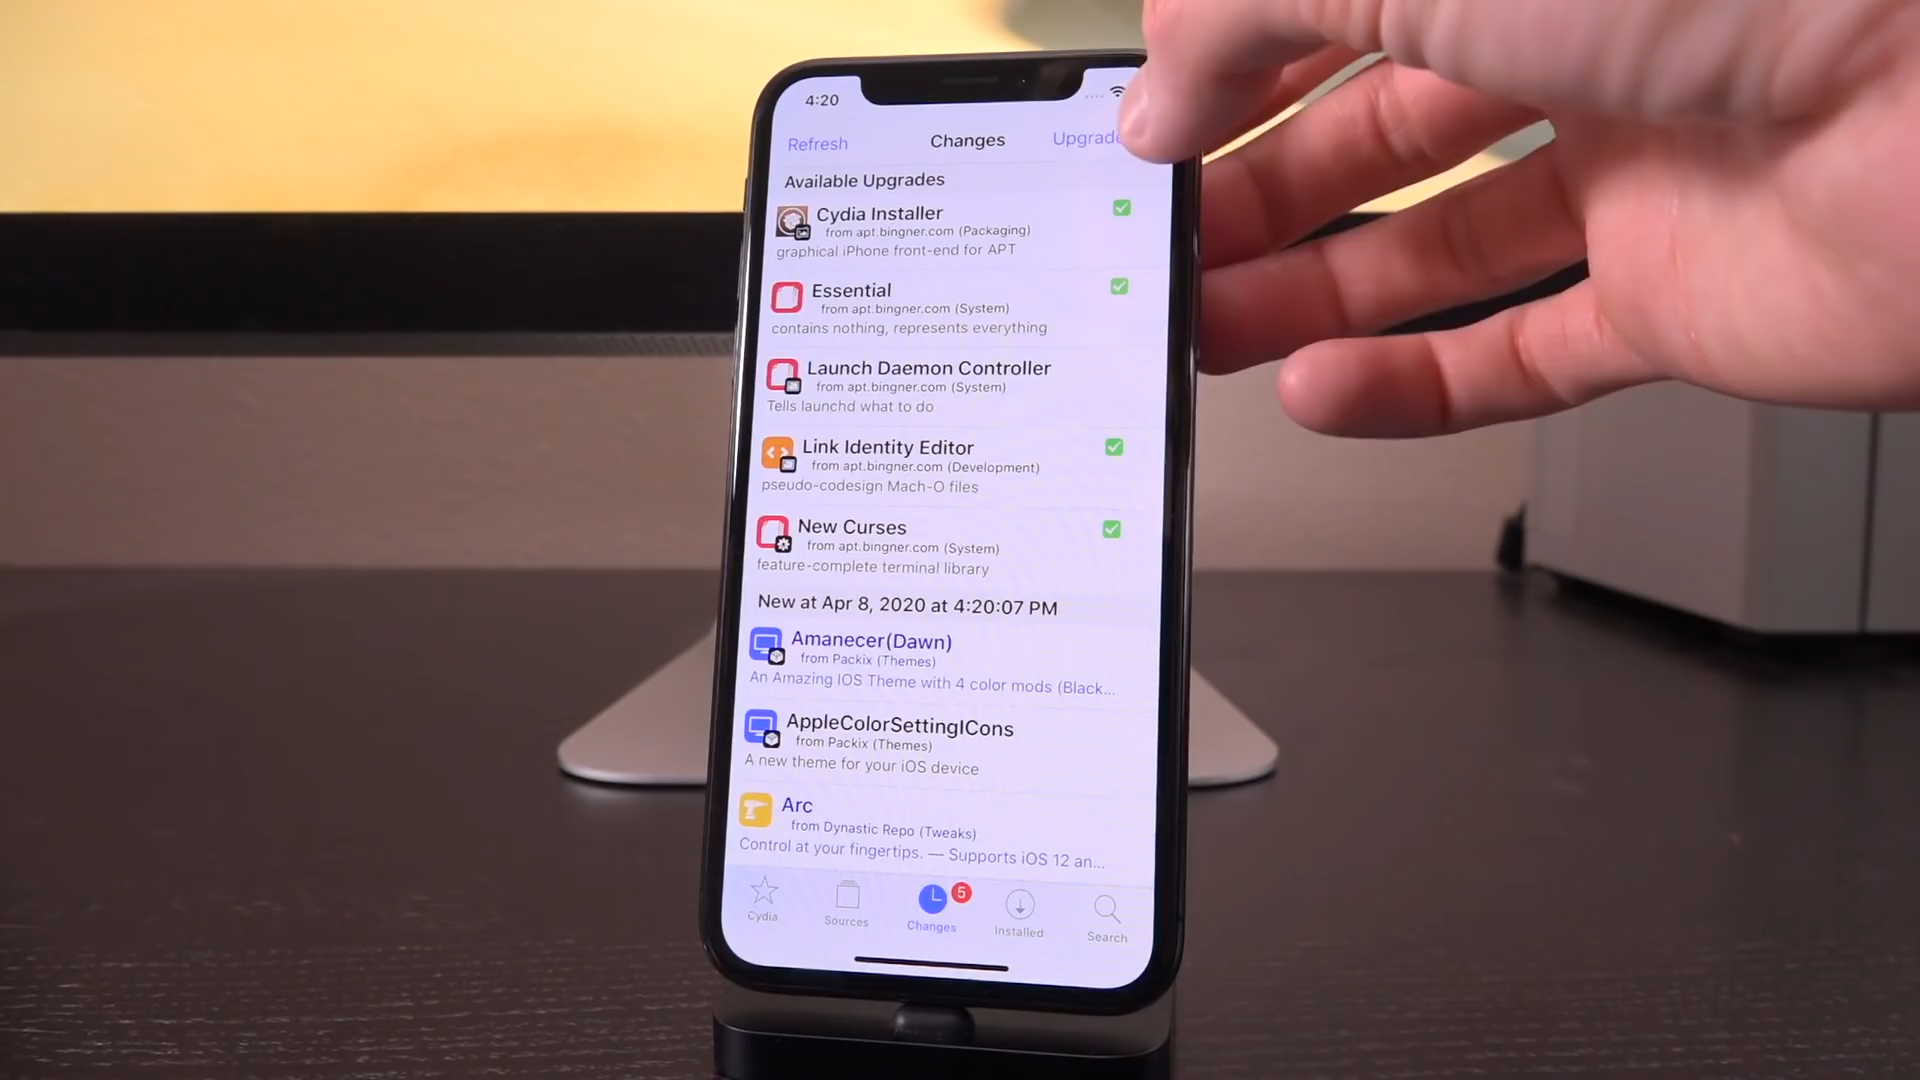 4:20
Refresh
Changes
Upgrade
Available Upgrades
Cydia Installer
from apt.bingner.com (Packaging)
graphical iPhone front-end for APT
Essential
from apt.bingner.com (System)
contains nothing, represents everything
Launch Daemon Controller
from apt.bingner.com (System)
Tells launchd what to do
Link Identity Editor
from apt.bingner.com (Development)
pseudo-codesign Mach-O files
New Curses
from apt.bingner.com (System)
feature-complete terminal library
New at Apr 8, 2020 at 4:20:07 PM
Amanecer(Dawn)
from Packix (Themes)
An Amazing IOS Theme with 4 color mods (Black...
AppleColorSettingICons
from Packix (Themes)
A new theme for your iOS device
Arc
from Dynastic Repo (Tweaks)
Control at your fingertips. — Supports iOS 12 an...
5
Cydia
Sources
Changes
Installed
Search